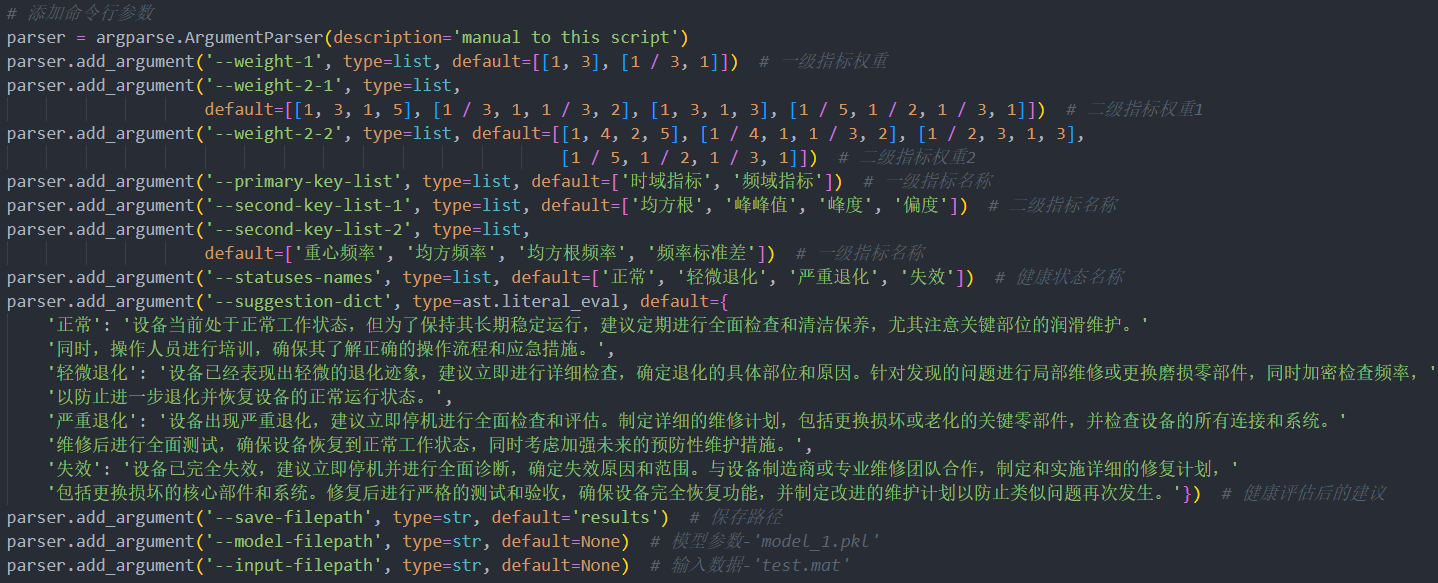 # 添加命令行参数
parser = argparse.ArgumentParser(description='manual to this script')
parser.add_argument('--weight-1', type=list, default=[[1, 3], [1 / 3, 1]])  # 一级指标权重
parser.add_argument('--weight-2-1', type=list,
                    default=[[1, 3, 1, 5], [1 / 3, 1, 1 / 3, 2], [1, 3, 1, 3], [1 / 5, 1 / 2, 1 / 3, 1]])  # 二级指标权重1
parser.add_argument('--weight-2-2', type=list, default=[[1, 4, 2, 5], [1 / 4, 1, 1 / 3, 2], [1 / 2, 3, 1, 3],
                                                        [1 / 5, 1 / 2, 1 / 3, 1]])  # 二级指标权重2
parser.add_argument('--primary-key-list', type=list, default=['时域指标', '频域指标'])  # 一级指标名称
parser.add_argument('--second-key-list-1', type=list, default=['均方根', '峰峰值', '峰度', '偏度'])  # 二级指标名称
parser.add_argument('--second-key-list-2', type=list,
                    default=['重心频率', '均方频率', '均方根频率', '频率标准差'])  # 一级指标名称
parser.add_argument('--statuses-names', type=list, default=['正常', '轻微退化', '严重退化', '失效'])  # 健康状态名称
parser.add_argument('--suggestion-dict', type=ast.literal_eval, default={
    '正常': '设备当前处于正常工作状态，但为了保持其长期稳定运行，建议定期进行全面检查和清洁保养，尤其注意关键部位的润滑维护。'
    '同时，操作人员进行培训，确保其了解正确的操作流程和应急措施。',
    '轻微退化': '设备已经表现出轻微的退化迹象，建议立即进行详细检查，确定退化的具体部位和原因。针对发现的问题进行局部维修或更换磨损零部件，同时加密检查频率，'
    '以防止进一步退化并恢复设备的正常运行状态。',
    '严重退化': '设备出现严重退化，建议立即停机进行全面检查和评估。制定详细的维修计划，包括更换损坏或老化的关键零部件，并检查设备的所有连接和系统。'
    '维修后进行全面测试，确保设备恢复到正常工作状态，同时考虑加强未来的预防性维护措施。',
    '失效': '设备已完全失效，建议立即停机并进行全面诊断，确定失效原因和范围。与设备制造商或专业维修团队合作，制定和实施详细的修复计划，'
    '包括更换损坏的核心部件和系统。修复后进行严格的测试和验收，确保设备完全恢复功能，并制定改进的维护计划以防止类似问题再次发生。'})  # 健康评估后的建议
parser.add_argument('--save-filepath', type=str, default='results')  # 保存路径
parser.add_argument('--model-filepath', type=str, default=None)  # 模型参数-'model_1.pkl'
parser.add_argument('--input-filepath', type=str, default=None)  # 输入数据-'test.mat'